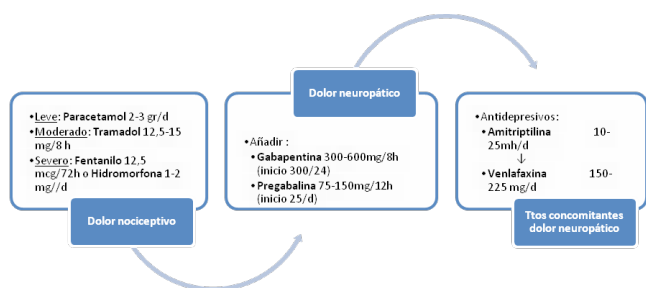 •Leve: Paracetamol 2-3 gr/d
•Moderado: Tramadol 12,5-15
mg/8 h
•Severo: Fentanilo 12,5
mcg/72h o Hidromorfona 1-2
mg//d
Dolor nociceptivo
Dolor neuropático
•Añadir :
•Gabapentina 300-600mg/8h
(inicio 300/24)
•Pregabalina 75-150mg/12h
(inicio 25/d)
•Antidepresivos:
•Amitriptilina 10-
25mh/d
↓
•Venlafaxina 150-
225 mg/d
Ttos concomitantes
dolor neuropático